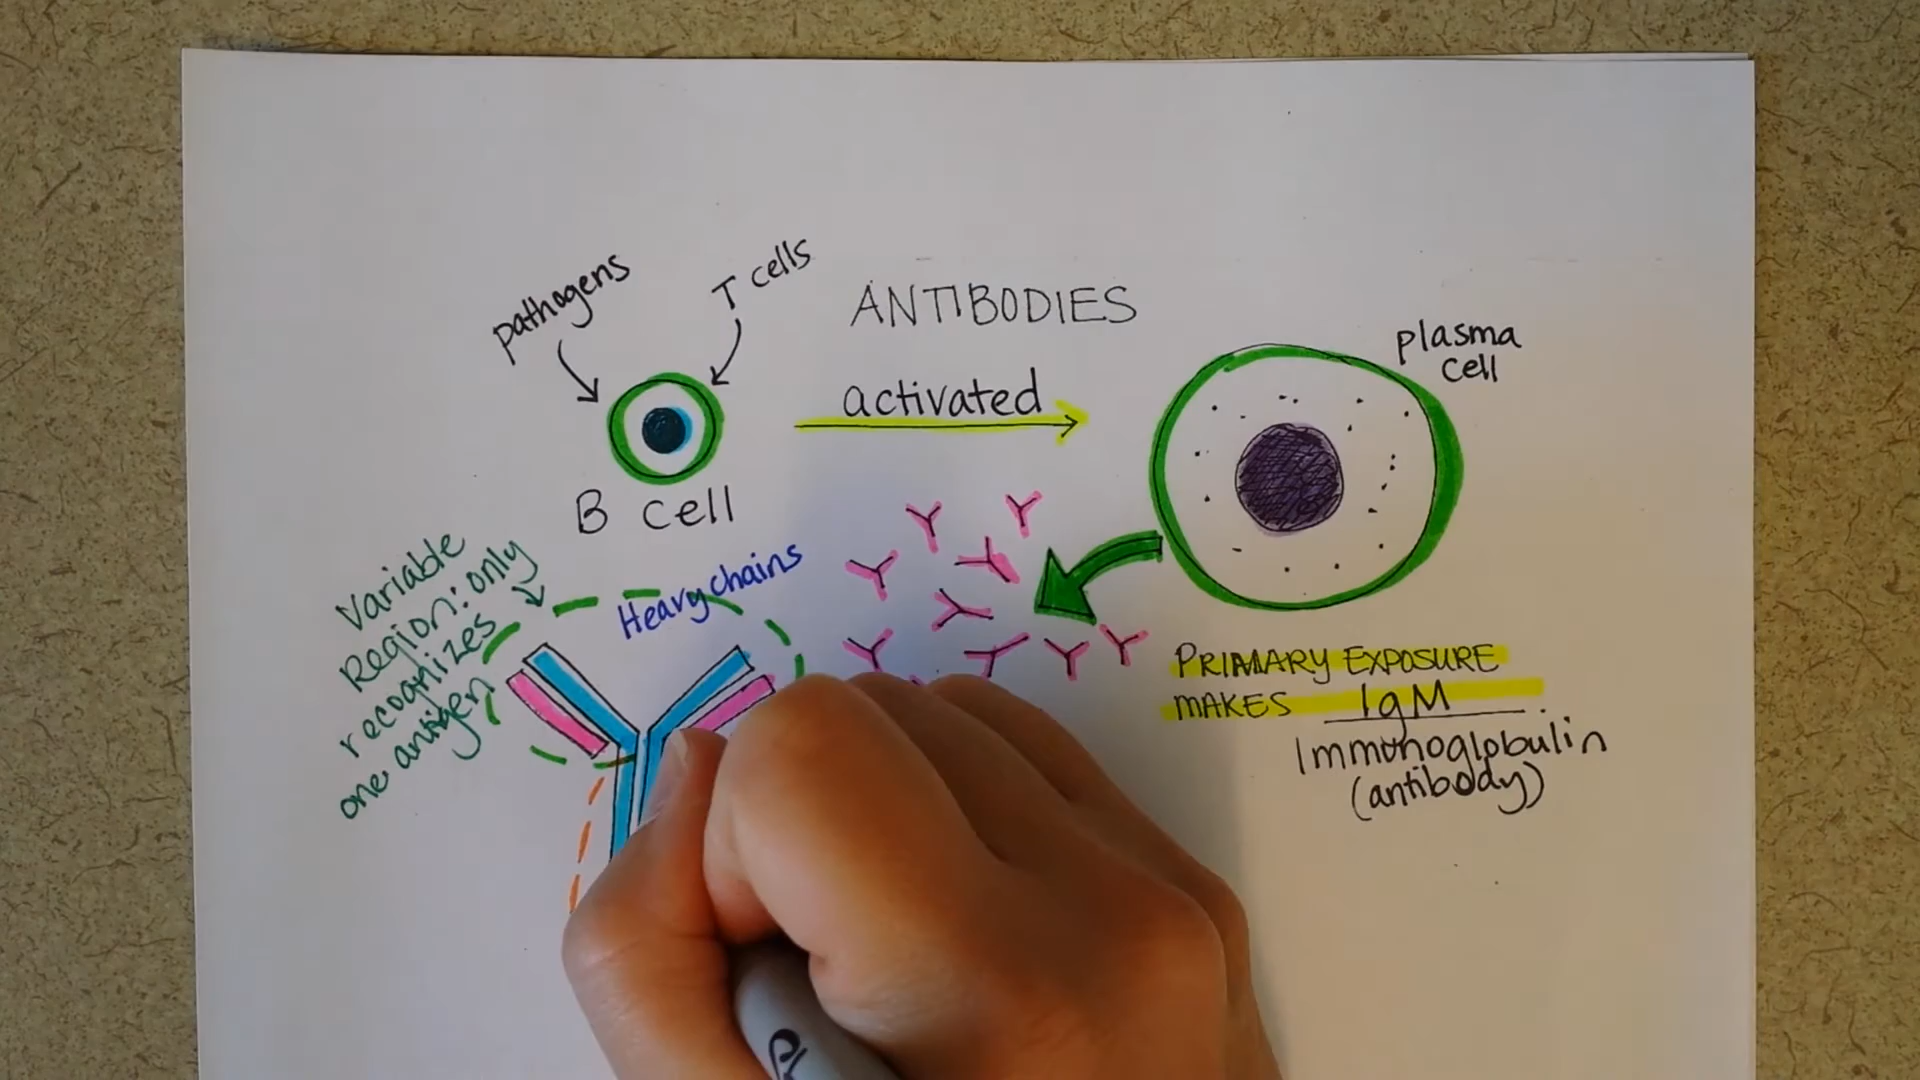 pathogens
T cells
ANTIBODIES
plasma
cell
activated
B cell
Variable
Region: only
recognizes
one antigen
Heavy chains
PRIMARY EXPOSURE
MAKES IgM.
Immunoglobulin
(antibody)